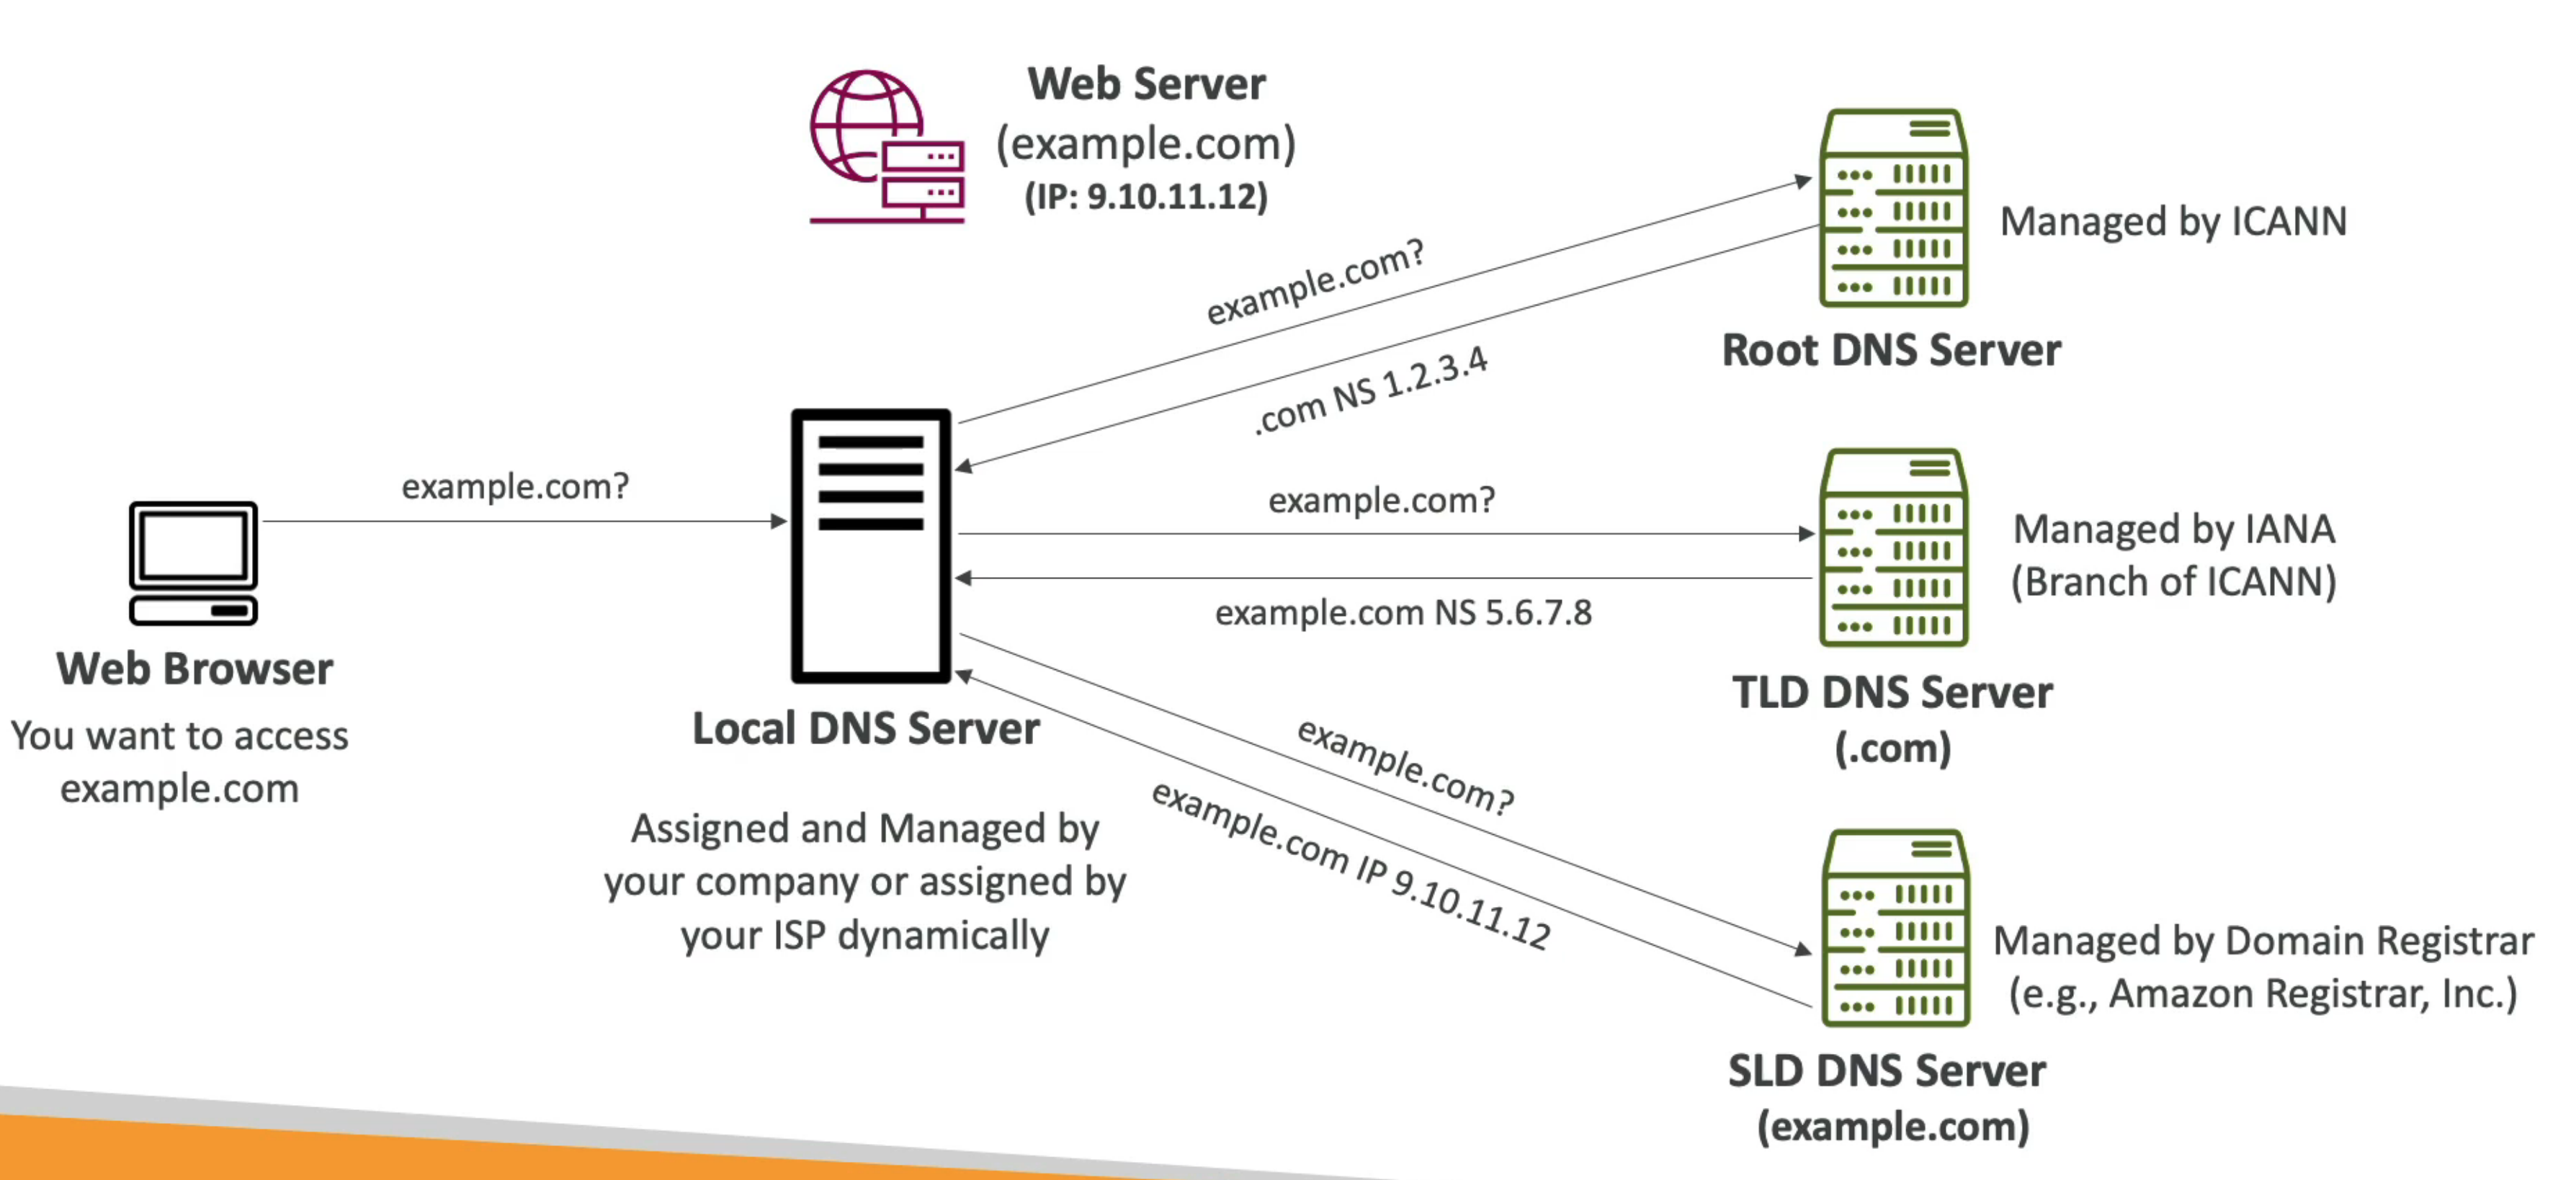 Web Server
(example.com)
(IP: 9.10.11.12)
Managed by ICANN
example.com?
.com NS 1.2.3.4
Root DNS Server
example.com?
example.com?
example.com NS 5.6.7.8
Managed by IANA
(Branch of ICANN)
Web Browser
You want to access
example.com
Local DNS Server
Assigned and Managed by
your company or assigned by
your ISP dynamically
TLD DNS Server
(.com)
example.com?
example.com IP 9.10.11.12
Managed by Domain Registrar
(e.g., Amazon Registrar, Inc.)
SLD DNS Server
(example.com)